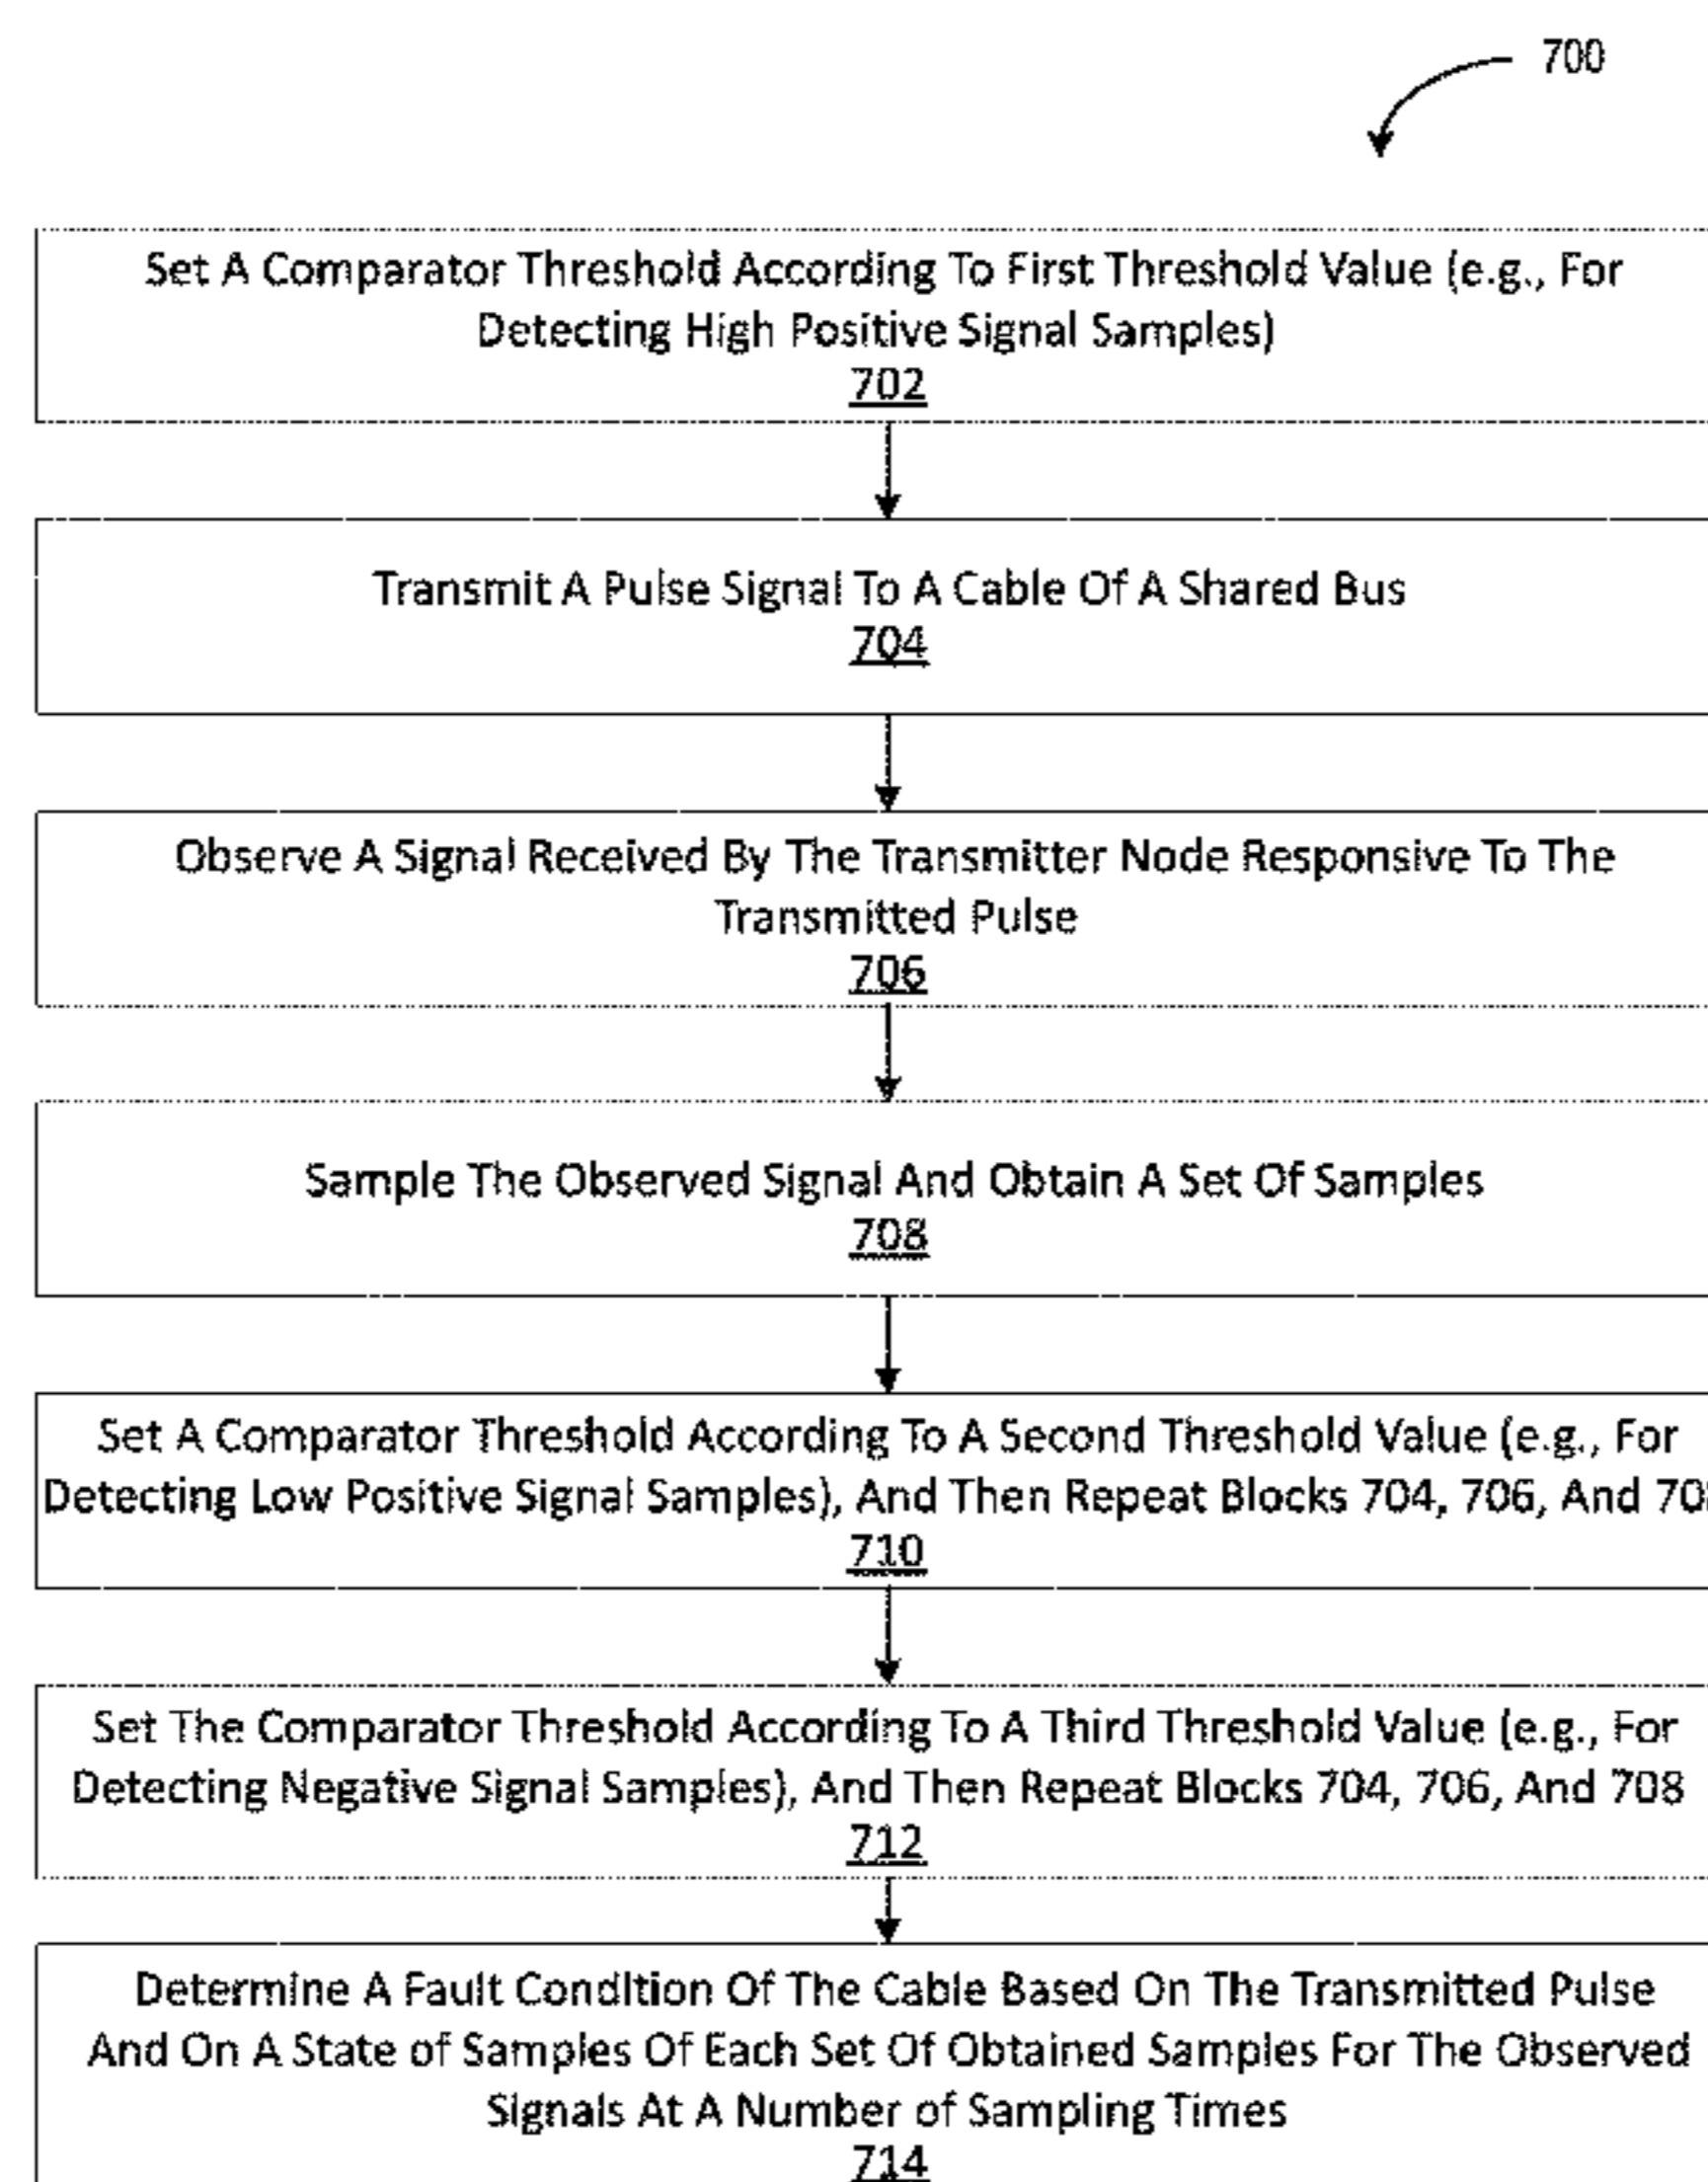 700
Set A Comparator Threshold According To First Threshold Value (e.g., For
Detecting High Positive Signal Samples)
702
Transmit A Pulse Signal To A Cable Of A Shared Bus
704
Observe A Signal Received By The Transmitter Node Responsive To The
Transmitted Pulse
706
Sample The Observed Signal And Obtain A Set Of Samples
708
Set A Comparator Threshold According To A Second Threshold Value (e.g., For
Detecting Low Positive Signal Samples), And Then Repeat Blocks 704, 706, And
710
Set The Comparator Threshold According To A Third Threshold Value (e.g., For
Detecting Negative Signal Samples), And Then Repeat Blocks 704, 706, And 708
712
Determine A Fault Condition Of The Cable Based On The Transmitted Pulse
And On A State of Samples Of Each Set Of Obtained Samples For The Observed
Signals At A Number of Sampling Times
714